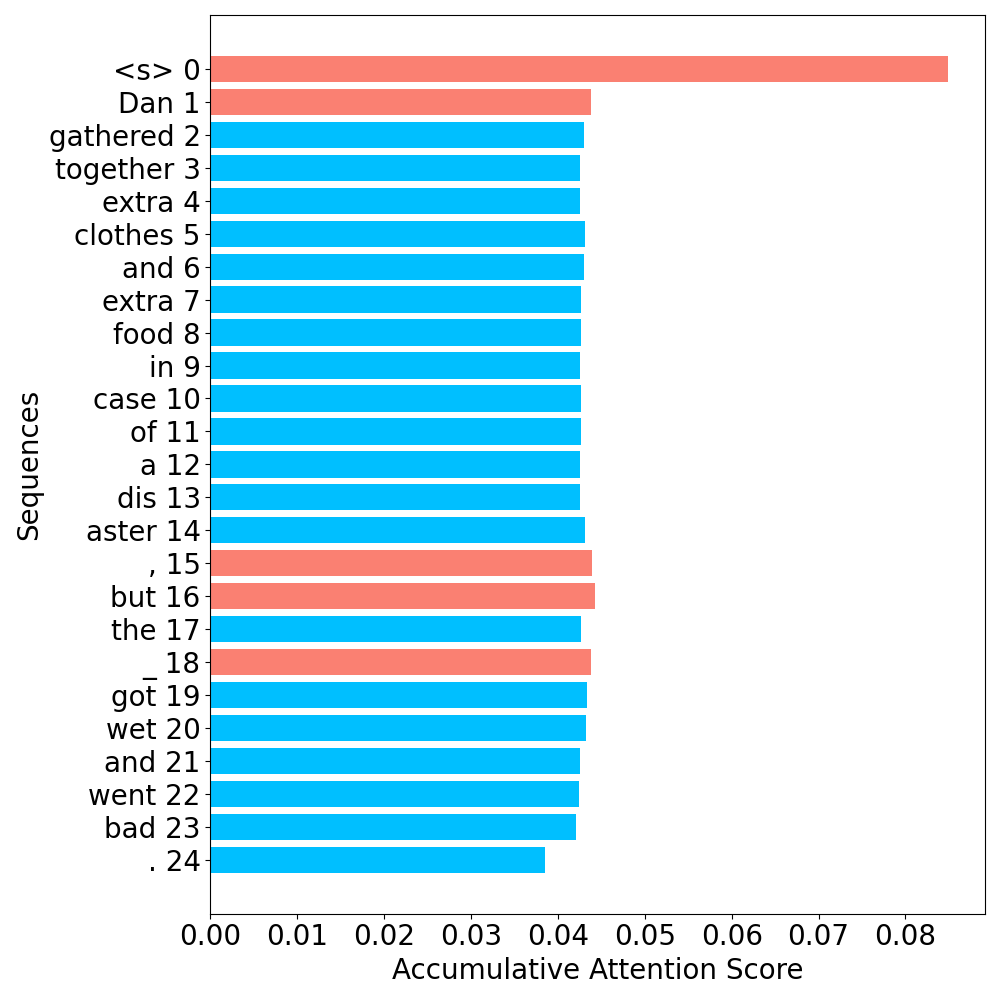 <s> 0
Dan 1
gathered 2
together 3
extra 4
clothes 5
and 6
extra 7
food 8
in 9
case 10
of 11
a 12
dis 13
aster 14
, 15
but 16
the 17
_ 18
got 19
wet 20
and 21
went 22
bad 23
. 24
Sequences
0.00 0.01 0.02 0.03 0.04 0.05 0.06 0.07 0.08
Accumulative Attention Score